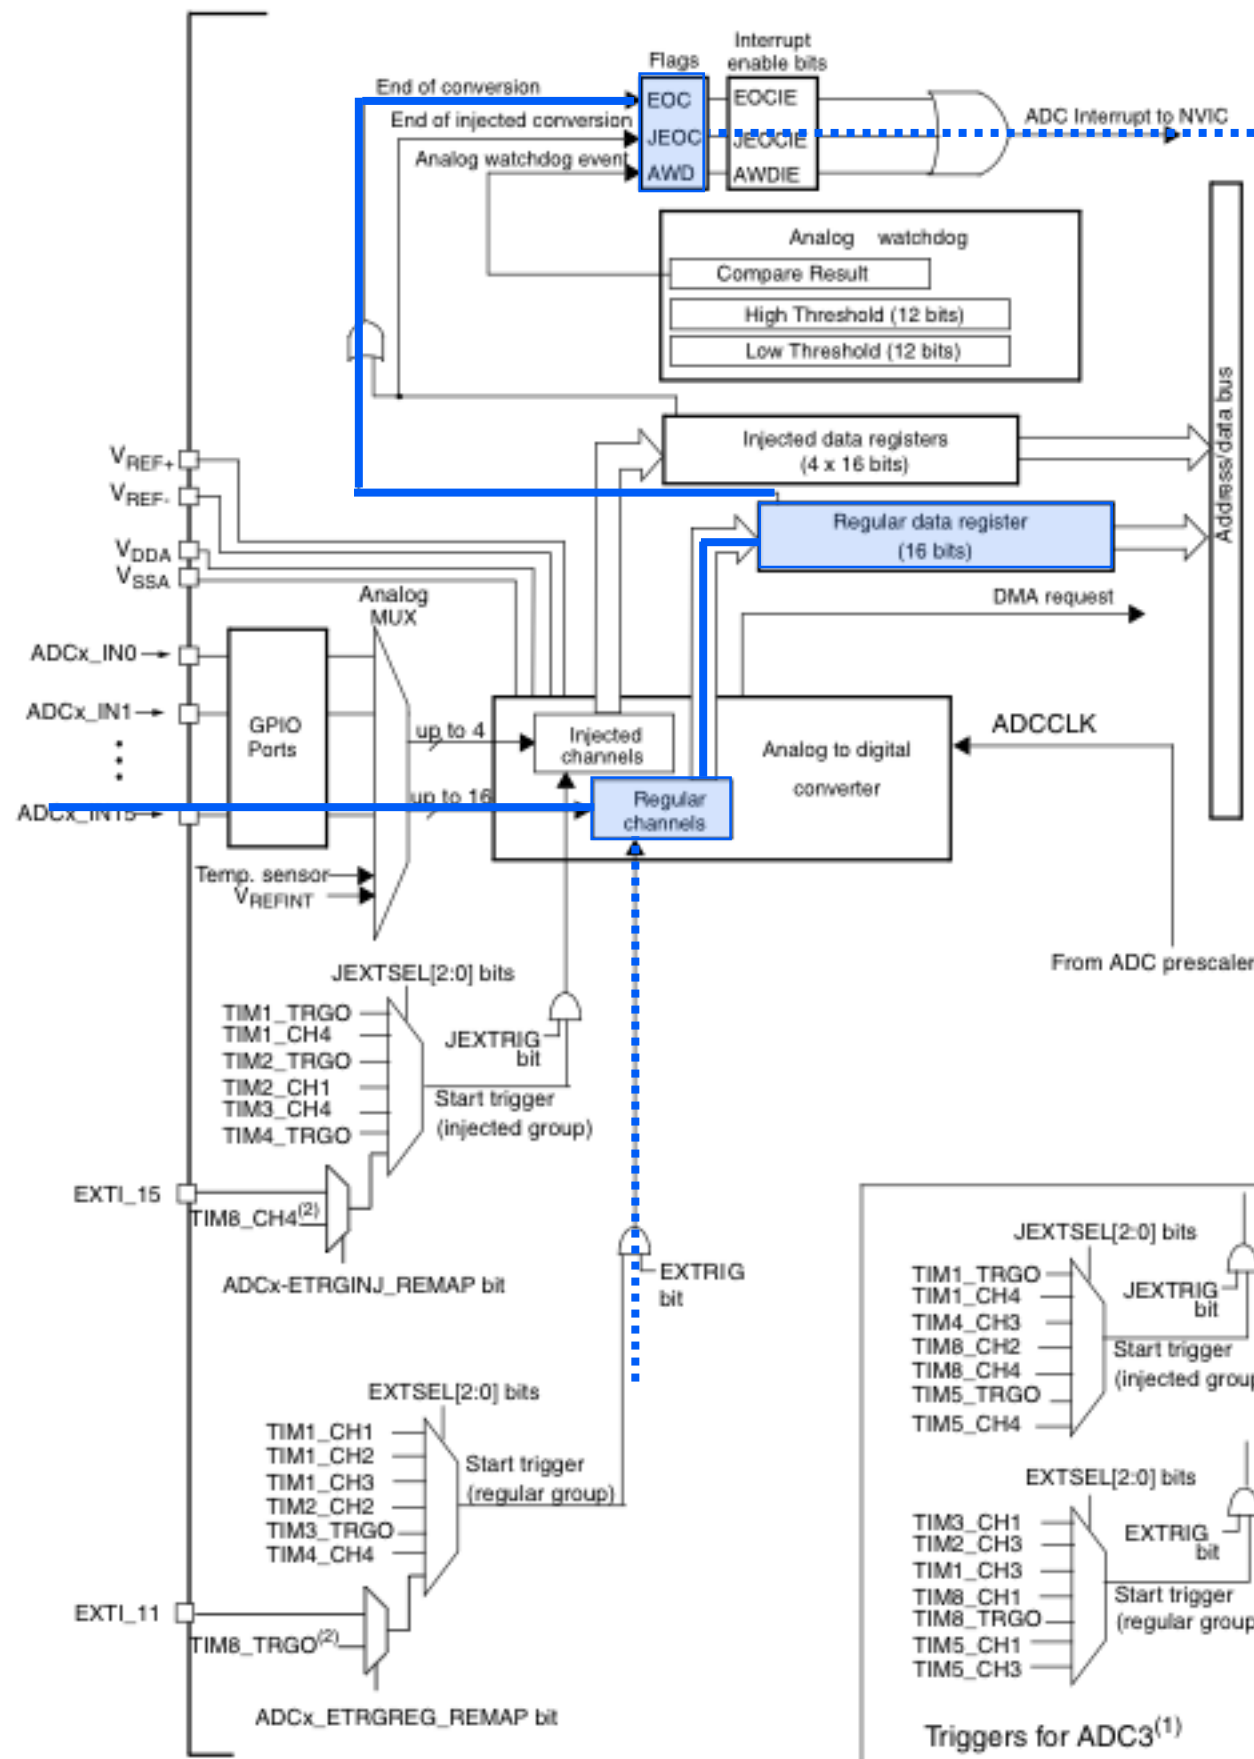 Interrupt
Flags enable bits
End of conversion EOC EOCIE
End of injected conversion JEOC JEOCIE ADC Interrupt to NVIC
Analog watchdog event AWD AWDIE
Analog watchdog
Compare Result
High Threshold (12 bits)
Low Threshold (12 bits)
Address/data bus
Injected data registers
(4 x 16 bits)
VREF+
VREF-
Regular data register
(16 bits)
VDDA
VSSA
DMA request
Analog
MUX
ADCx_IN0
ADCx_IN1
GPIO
Ports
up to 4
Injected
channels
Analog to digital
converter
ADCCLK
up to 16
Regular
channels
ADCx_IN15
Temp. sensor
VREFINT
From ADC prescaler
JEXTSEL[2:0] bits
TIM1_TRGO
TIM1_CH4
TIM2_TRGO
TIM2_CH1
TIM3_CH4
TIM4_TRGO
JEXTRIG
bit
Start trigger
(injected group)
EXTI_15
TIM8_CH4(2)
ADCx-ETRGINJ_REMAP bit
EXTRIG
bit
EXTSEL[2:0] bits
TIM1_CH1
TIM1_CH2
TIM1_CH3
TIM2_CH2
TIM3_TRGO
TIM4_CH4
Start trigger
(regular group)
EXTI_11
TIM8_TRGO(2)
ADCx_ETRGREG_REMAP bit
JEXTSEL[2:0] bits
TIM1_TRGO
TIM1_CH4
TIM4_CH3
TIM8_CH2
TIM8_CH4
TIM5_TRGO
TIM5_CH4
JEXTRIG
bit
Start trigger
(injected group
EXTSEL[2:0] bits
TIM3_CH1
TIM2_CH3
TIM1_CH3
TIM8_CH1
TIM8_TRGO
TIM5_CH1
TIM5_CH3
EXTRIG
bit
Start trigger
(regular group
Triggers for ADC3(1)